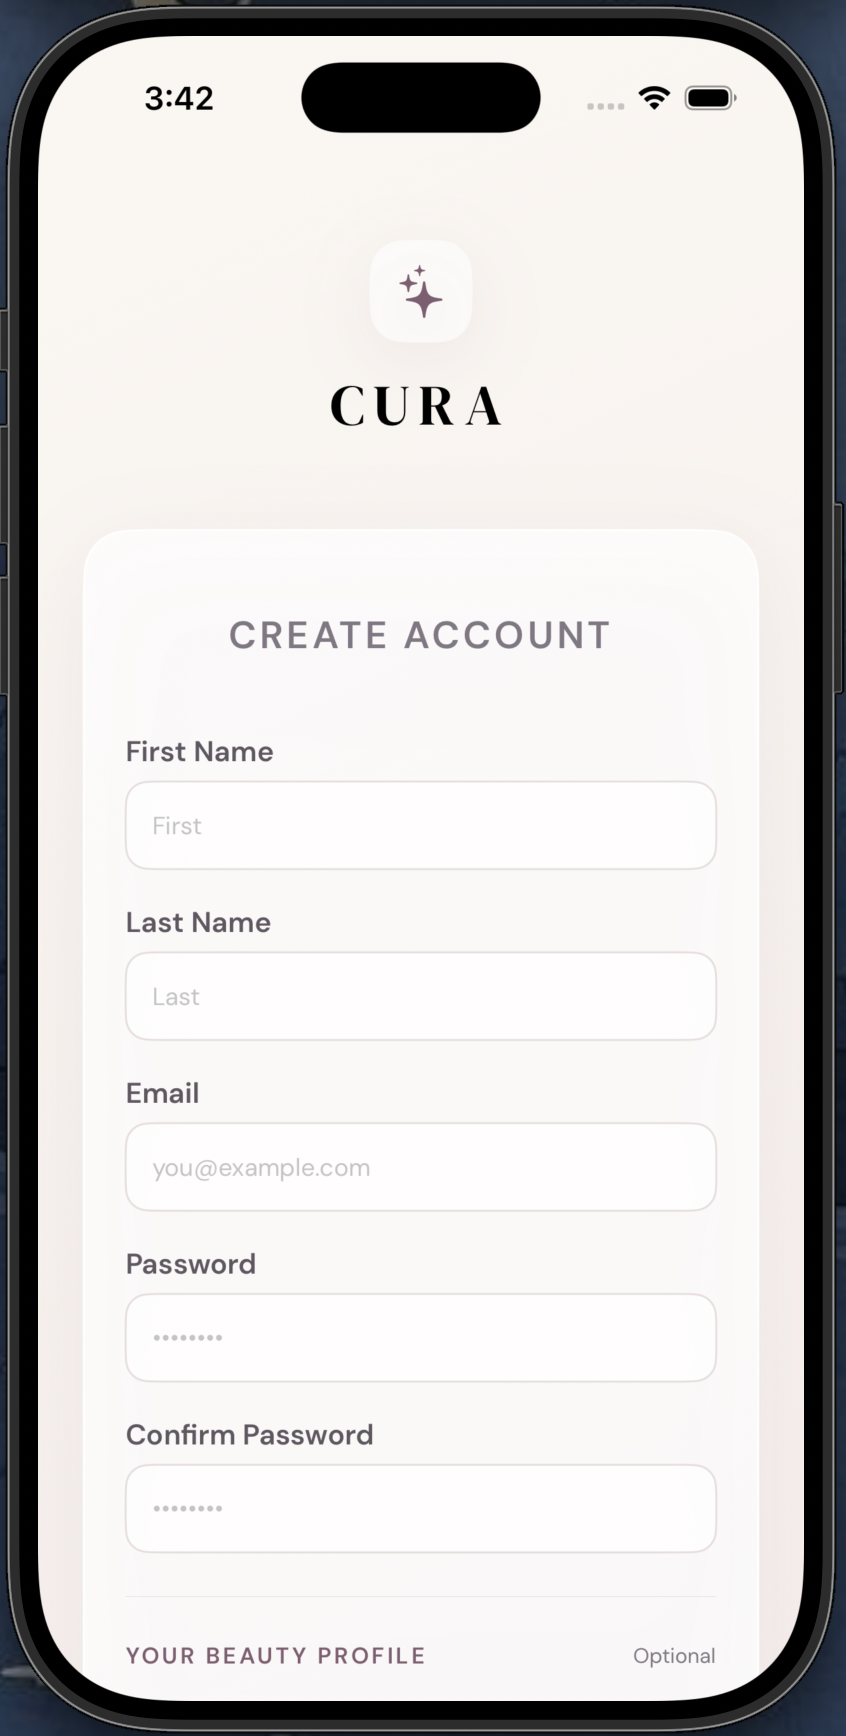 3:42
CURA
CREATE ACCOUNT
First Name
First
Last Name
Last
Email
you@example.com
Password
••••••••
Confirm Password
••••••••
YOUR BEAUTY PROFILE Optional